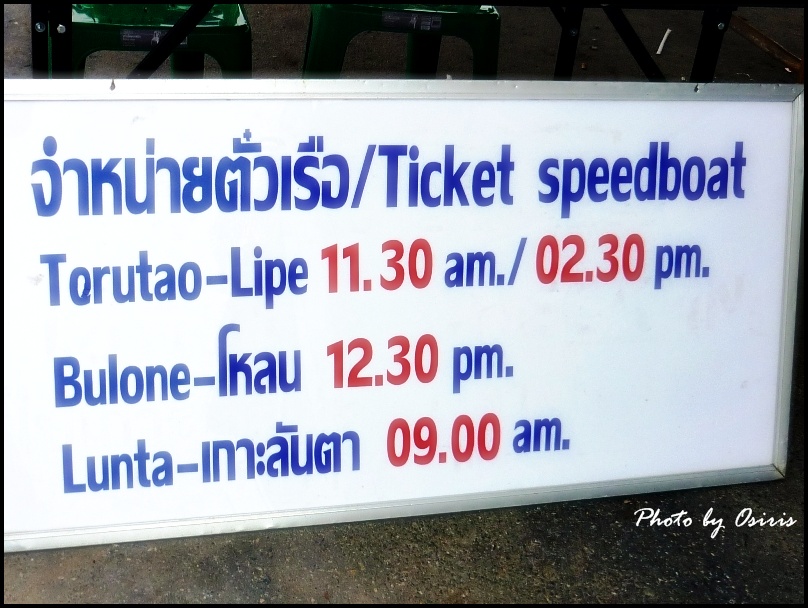 จำหน่ายตั๋วเรือ/Ticket speedboat
Torutao-Lipe 11.30 am./ 02.30 pm.
Bulone-โหลน 12.30 pm.
Lunta-เกาะลันตา 09.00 am.
Photo by Osiris